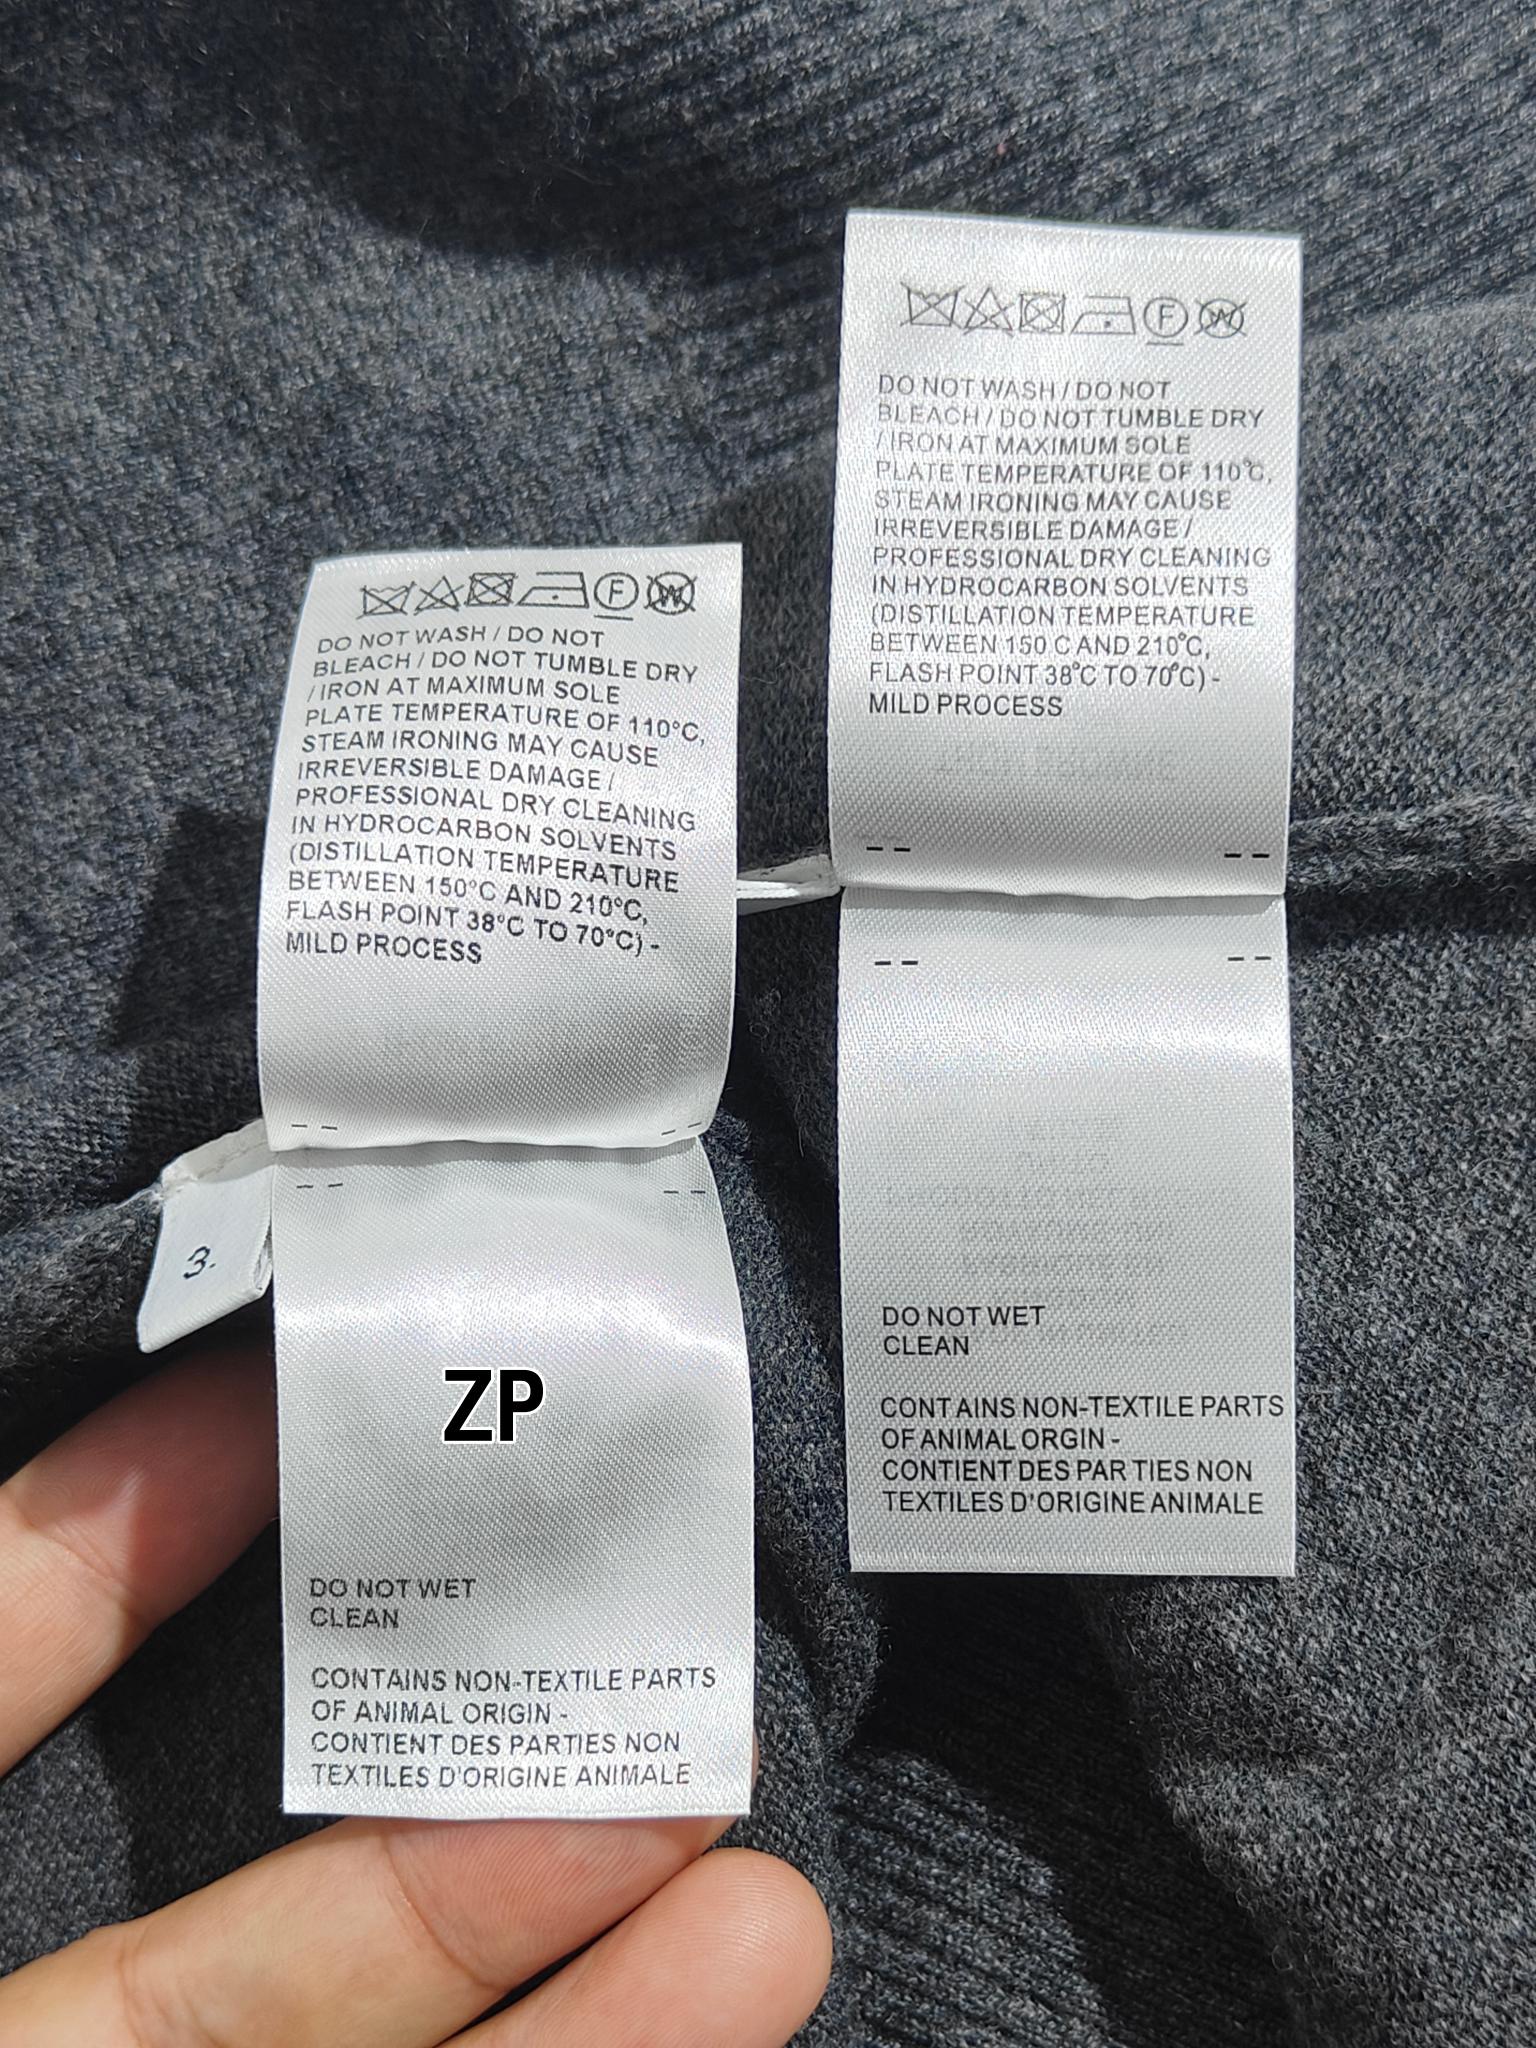 DO NOT WASH / DO NOT
BLEACH / DO NOT TUMBLE DRY
/ IRON AT MAXIMUM SOLE
PLATE TEMPERATURE OF 110°C,
STEAM IRONING MAY CAUSE
IRREVERSIBLE DAMAGE /
PROFESSIONAL DRY CLEANING
IN HYDROCARBON SOLVENTS
(DISTILLATION TEMPERATURE
BETWEEN 150°C AND 210°C,
FLASH POINT 38°C TO 70°C) -
MILD PROCESS
3.
ZP
DO NOT WET
CLEAN
CONTAINS NON-TEXTILE PARTS
OF ANIMAL ORIGIN -
CONTIENT DES PARTIES NON
TEXTILES D'ORIGINE ANIMALE
F
W
DO NOT WASH / DO NOT
BLEACH / DO NOT TUMBLE DRY
/ IRON AT MAXIMUM SOLE
PLATE TEMPERATURE OF 110°C,
STEAM IRONING MAY CAUSE
IRREVERSIBLE DAMAGE /
PROFESSIONAL DRY CLEANING
IN HYDROCARBON SOLVENTS
(DISTILLATION TEMPERATURE
BETWEEN 150 C AND 210°C,
FLASH POINT 38°C TO 70°C) -
MILD PROCESS
DO NOT WET
CLEAN
CONTAINS NON-TEXTILE PARTS
OF ANIMAL ORGIN -
CONTIENT DES PARTIES NON
TEXTILES D'ORIGINE ANIMALE